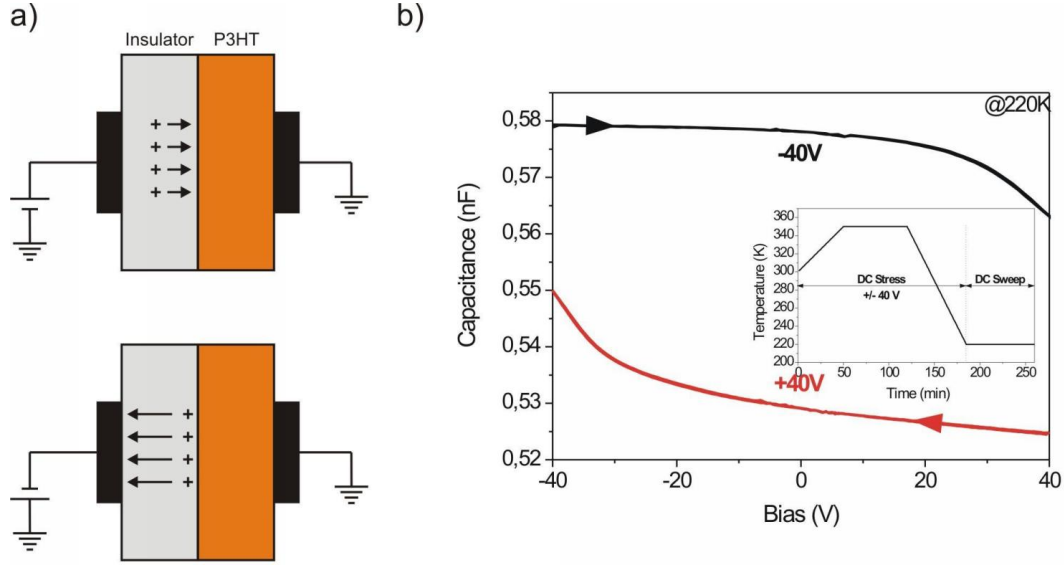 a)
Insulator P3HT
+
+
+
+
+
+
+
+
b)
@220K
0,58
0,57
0,56
0,55
0,54
0,53
0,52
Capacitance (nF)
-40 -20 0 20 40
Bias (V)
-40V
+40V
360
340
320
300
280
260
240
220
200
Temperature (K)
DC Stress DC Sweep
+/- 40 V
0 50 100 150 200 250
Time (min)